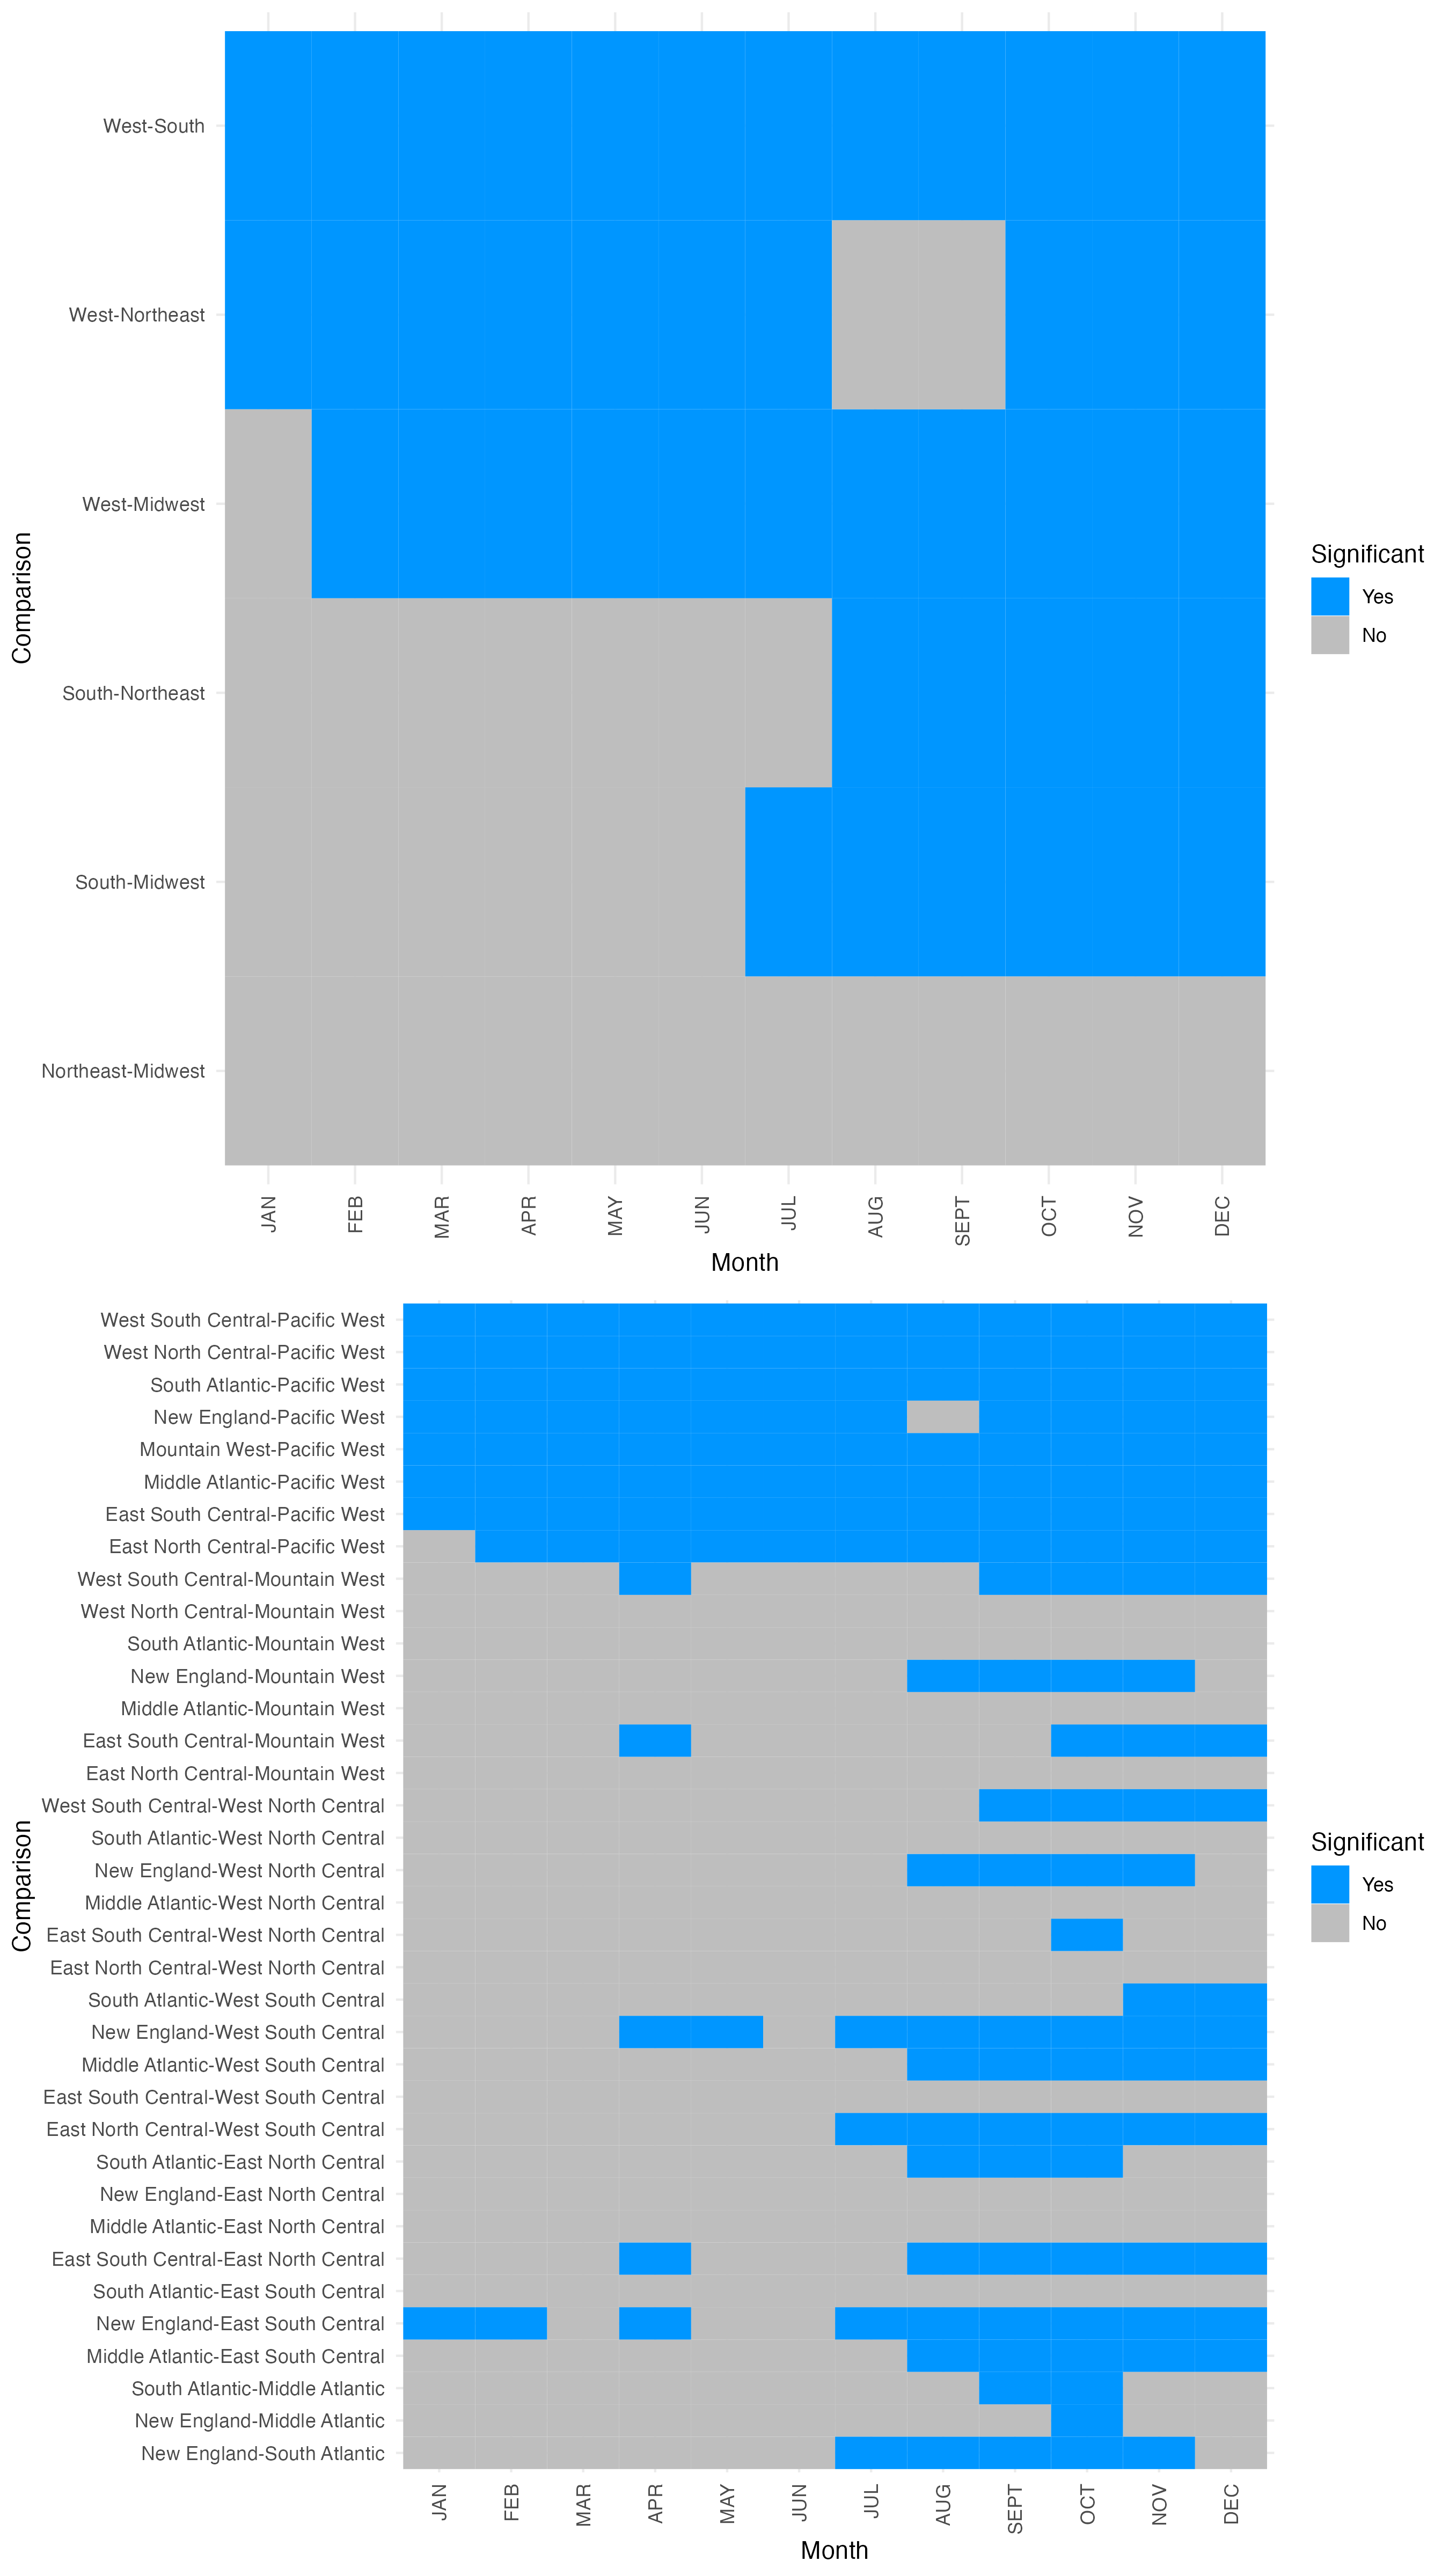 West-South
West-Northeast
West-Midwest
South-Northeast
South-Midwest
Northeast-Midwest
Comparison
JAN
FEB
MAR
APR
MAY
JUN
JUL
AUG
SEPT
OCT
NOV
DEC
Month
Significant
Yes
No
West South Central-Pacific West
West North Central-Pacific West
South Atlantic-Pacific West
New England-Pacific West
Mountain West-Pacific West
Middle Atlantic-Pacific West
East South Central-Pacific West
East North Central-Pacific West
West South Central-Mountain West
West North Central-Mountain West
South Atlantic-Mountain West
New England-Mountain West
Middle Atlantic-Mountain West
East South Central-Mountain West
East North Central-Mountain West
West South Central-West North Central
South Atlantic-West North Central
New England-West North Central
Middle Atlantic-West North Central
East South Central-West North Central
East North Central-West North Central
South Atlantic-West South Central
New England-West South Central
Middle Atlantic-West South Central
East South Central-West South Central
East North Central-West South Central
South Atlantic-East North Central
New England-East North Central
Middle Atlantic-East North Central
East South Central-East North Central
South Atlantic-East South Central
New England-East South Central
Middle Atlantic-East South Central
South Atlantic-Middle Atlantic
New England-Middle Atlantic
New England-South Atlantic
Comparison
JAN
FEB
MAR
APR
MAY
JUN
JUL
AUG
SEPT
OCT
NOV
DEC
Month
Significant
Yes
No